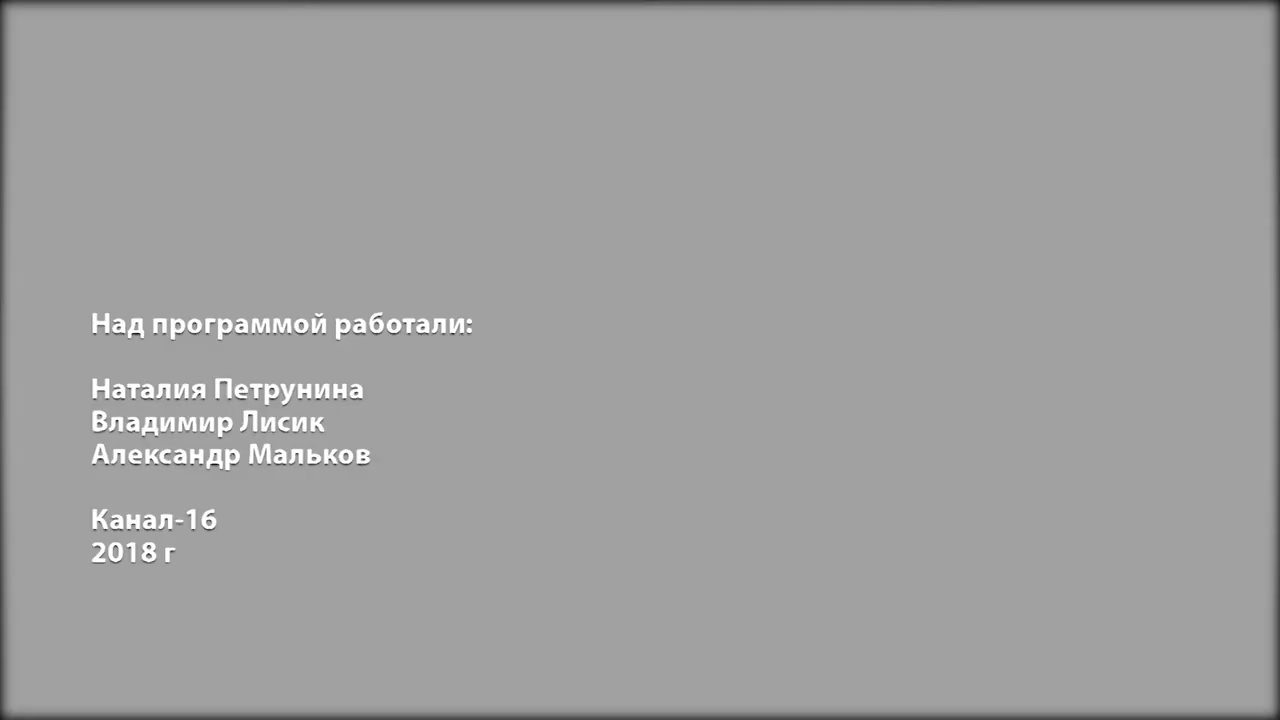 Над программой работали:
Наталия Петрунина
Владимир Лисик
Александр Мальков
Канал-16
2018 г